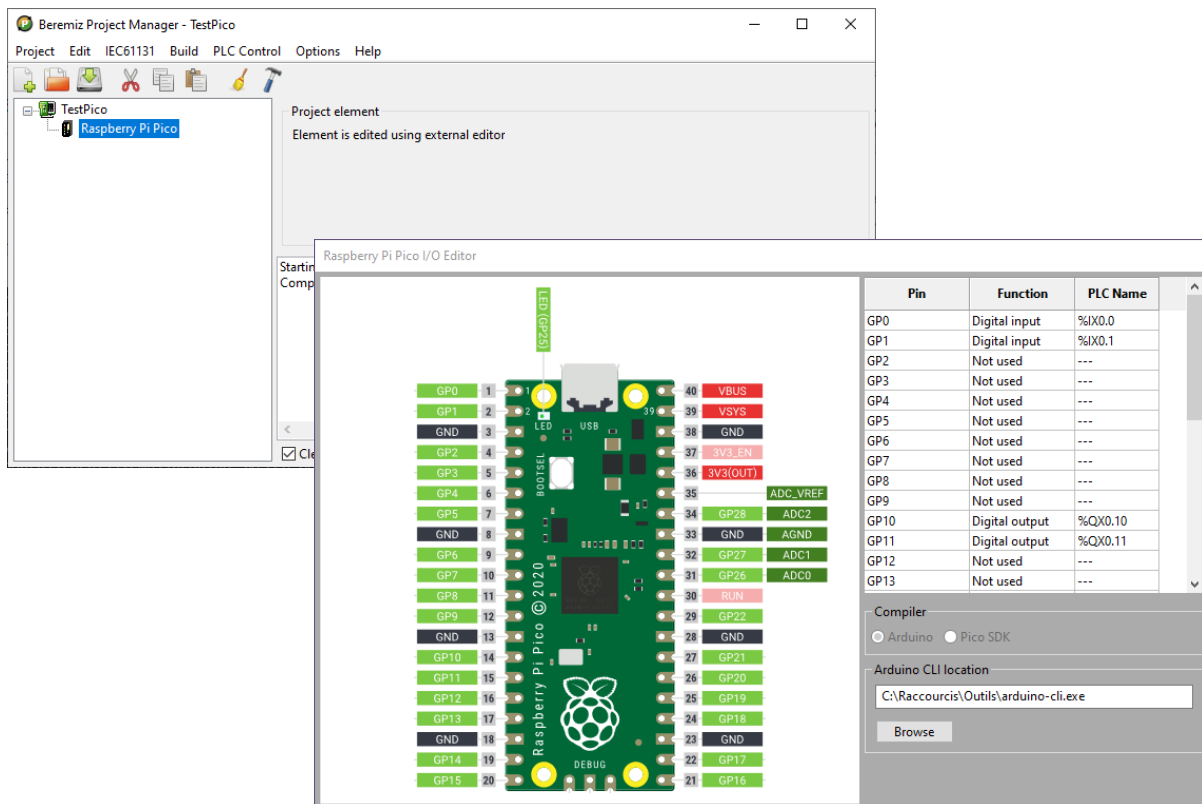 Beremiz Project Manager - TestPico
Project Edit IEC61131 Build PLC Control Options Help
TestPico
Raspberry Pi Pico
Project element
Element is edited using external editor
Startin
Comp
Cle
Raspberry Pi Pico I/O Editor
LED (GP25)
GP0 1 1 40 VBUS
GP1 2 2 39 39 VSYS
LED USB
GND 3 38 GND
GP2 4 37 3V3_EN
BOOTSEL
GP3 5 36 3V3(OUT)
GP4 6 35 ADC_VREF
GP5 7 34 GP28 ADC2
GND 8 33 GND AGND
GP6 9 32 GP27 ADC1
GP7 10 31 GP26 ADC0
GP8 11 30 RUN
GP9 12 29 GP22
GND 13 28 GND
GP10 14 27 GP21
GP11 15 26 GP20
GP12 16 25 GP19
GP13 17 24 GP18
GND 18 23 GND
GP14 19 22 GP17
GP15 20 21 GP16
Raspberry Pi Pico © 2020
DEBUG
Pin Function PLC Name
GP0 Digital input %IX0.0
GP1 Digital input %IX0.1
GP2 Not used ---
GP3 Not used ---
GP4 Not used ---
GP5 Not used ---
GP6 Not used ---
GP7 Not used ---
GP8 Not used ---
GP9 Not used ---
GP10 Digital output %QX0.10
GP11 Digital output %QX0.11
GP12 Not used ---
GP13 Not used ---
Compiler
Arduino Pico SDK
Arduino CLI location
C:\Raccourcis\Outils\arduino-cli.exe
Browse